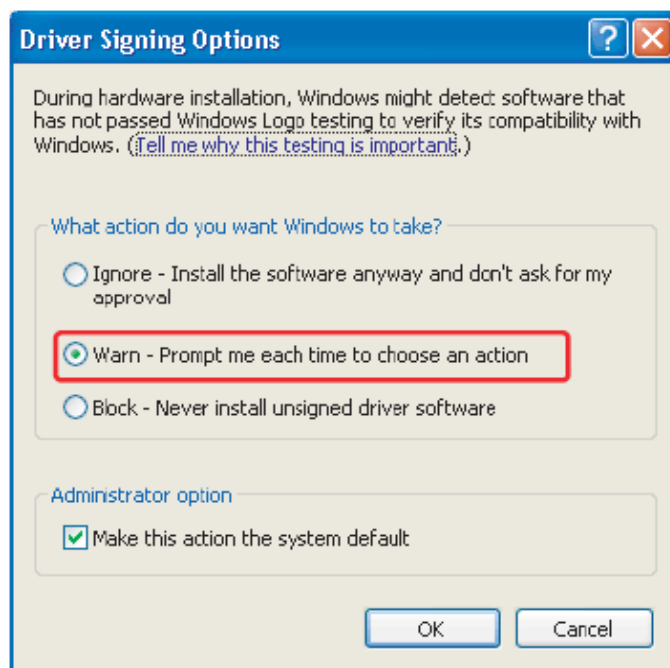 Driver Signing Options
During hardware installation, Windows might detect software that
has not passed Windows Logo testing to verify its compatibility with
Windows. (Tell me why this testing is important.)
What action do you want Windows to take?
Ignore - Install the software anyway and don't ask for my
approval
Warn - Prompt me each time to choose an action
Block - Never install unsigned driver software
Administrator option
Make this action the system default
OK
Cancel